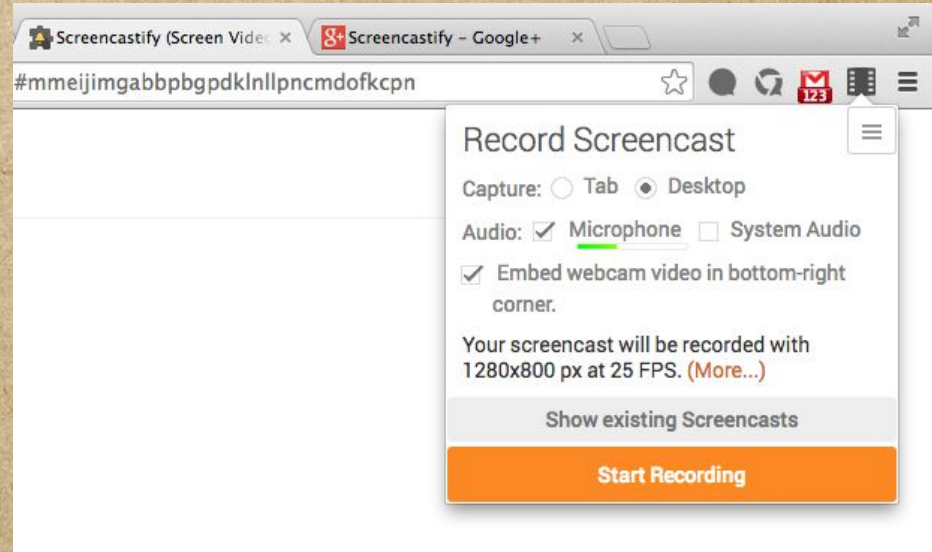 Screencastify (Screen Vide
Screencastify – Google+
#mmeijimgabbpbgpdklnllpncmdofkcpn
123
Record Screencast
Capture: Tab Desktop
Audio: Microphone System Audio
Embed webcam video in bottom-right
corner.
Your screencast will be recorded with
1280x800 px at 25 FPS. (More...)
Show existing Screencasts
Start Recording